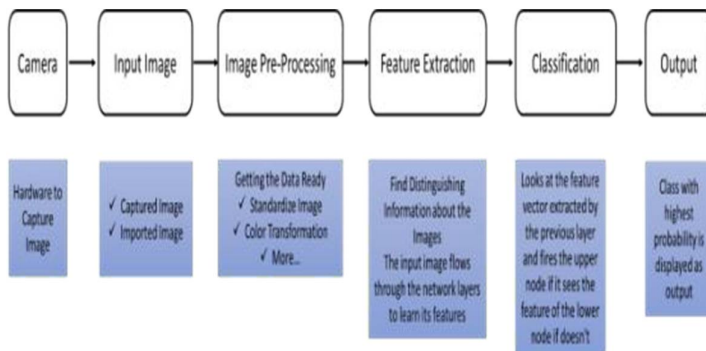 Camera
Input Image
Image Pre-Processing
Feature Extraction
Classification
Output
Hardware to
Capture
Image
✓ Captured Image
✓ Imported Image
Getting the Data Ready
✓ Standardize Image
✓ Color Transformation
✓ More...
Find Distinguishing
Information about the
Images
The input image flows
through the network layers
to learn its features
Looks at the feature
vector extracted by
the previous layer
and fires the upper
node if it sees the
feature of the lower
node if doesn't
Class with
highest
probability is
displayed as
output